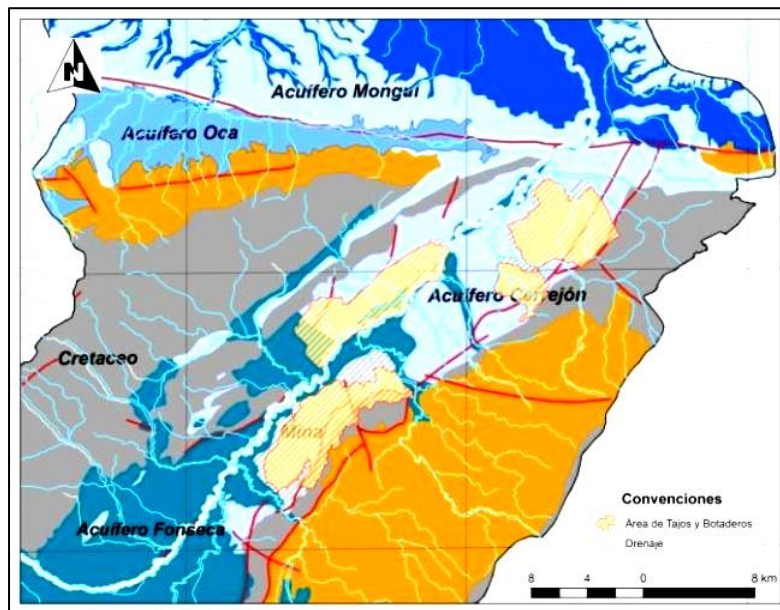 N
Acuífero Monguí
Acuífero Oca
Acuífero Cerrejón
Cretaceo
Mina
Acuífero Fonseca
Convenciones
Area de Tajos y Botaderos
Drenaje
8 4 0 8 km